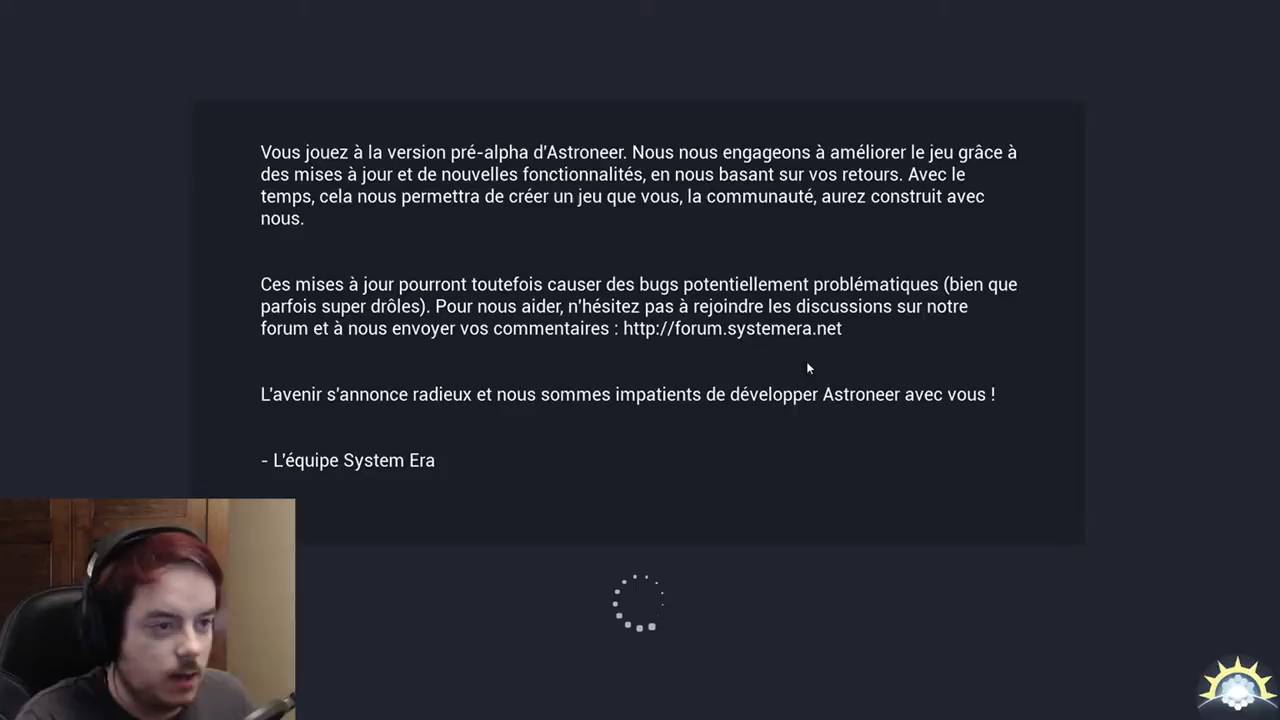 Vous jouez à la version pré-alpha d'Astroneer. Nous nous engageons à améliorer le jeu grâce à
des mises à jour et de nouvelles fonctionnalités, en nous basant sur vos retours. Avec le
temps, cela nous permettra de créer un jeu que vous, la communauté, aurez construit avec
nous.
Ces mises à jour pourront toutefois causer des bugs potentiellement problématiques (bien que
parfois super drôles). Pour nous aider, n'hésitez pas à rejoindre les discussions sur notre
forum et à nous envoyer vos commentaires : http://forum.systemera.net
L'avenir s'annonce radieux et nous sommes impatients de développer Astroneer avec vous !
- L'équipe System Era